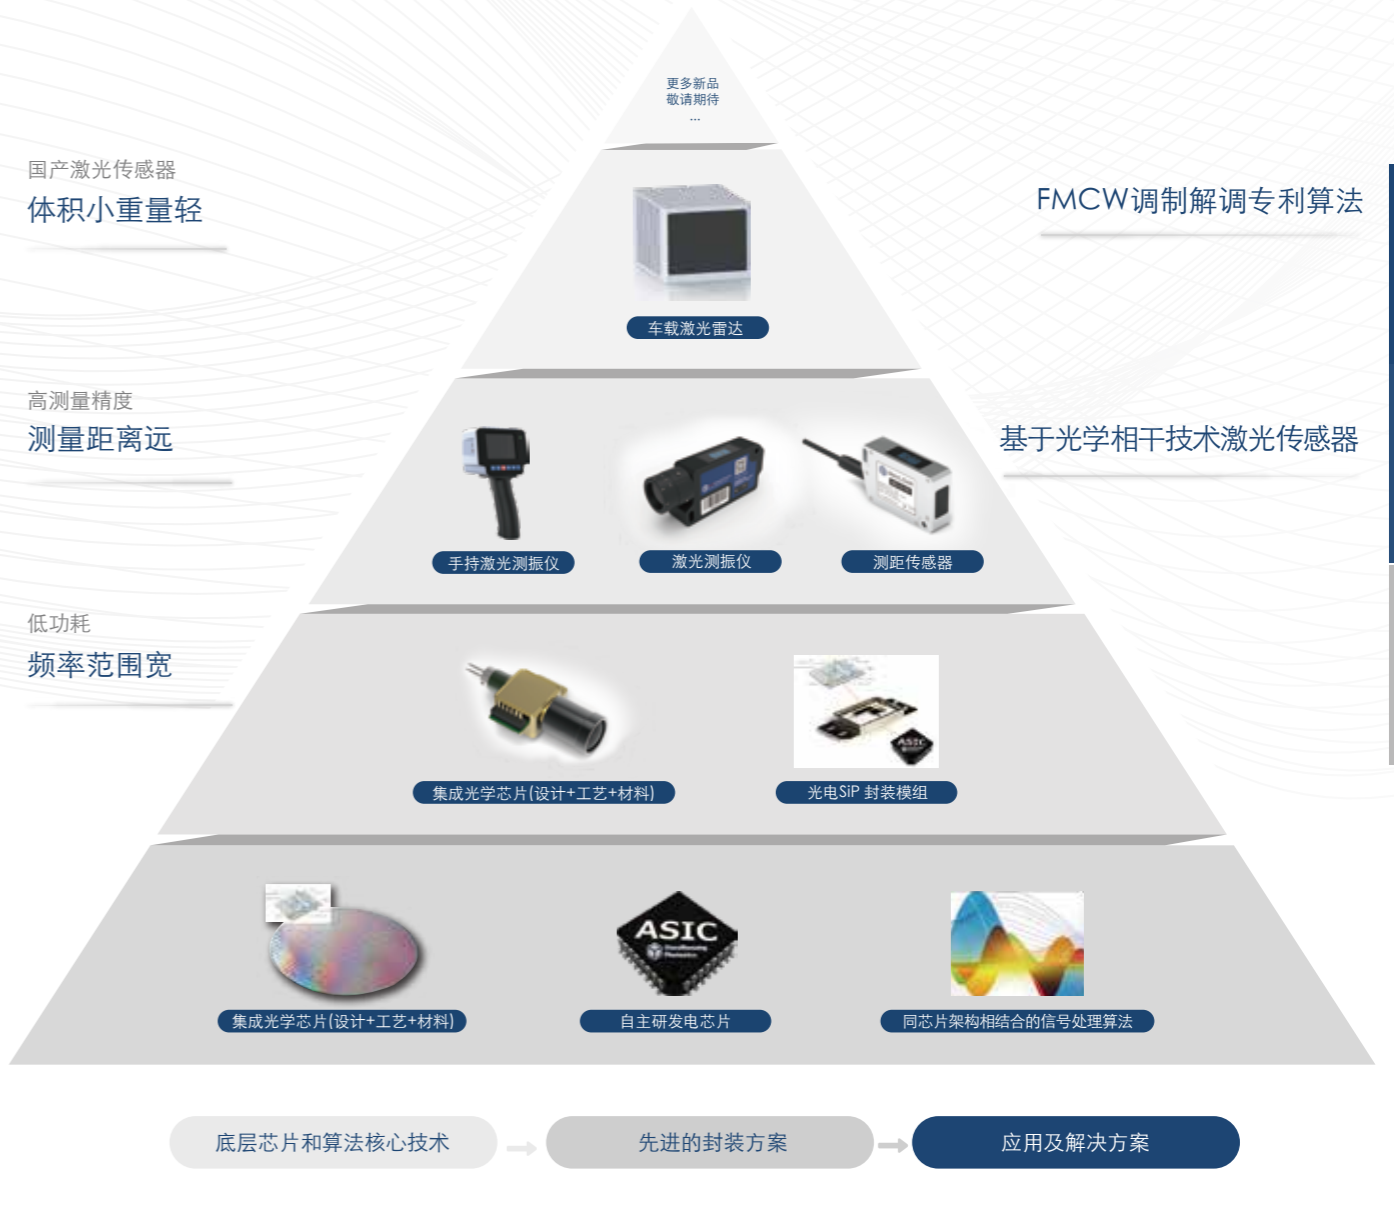 更多新品
敬请期待
...
国产激光传感器
体积小重量轻
FMCW调制解调专利算法
车载激光雷达
高测量精度
测量距离远
基于光学相干技术激光传感器
手持激光测振仪
激光测振仪
测距传感器
低功耗
频率范围宽
ASIC
集成光学芯片(设计+工艺+材料)
光电SiP 封装模组
ASIC
集成光学芯片(设计+工艺+材料)
自主研发电芯片
同芯片架构相结合的信号处理算法
底层芯片和算法核心技术
先进的封装方案
应用及解决方案